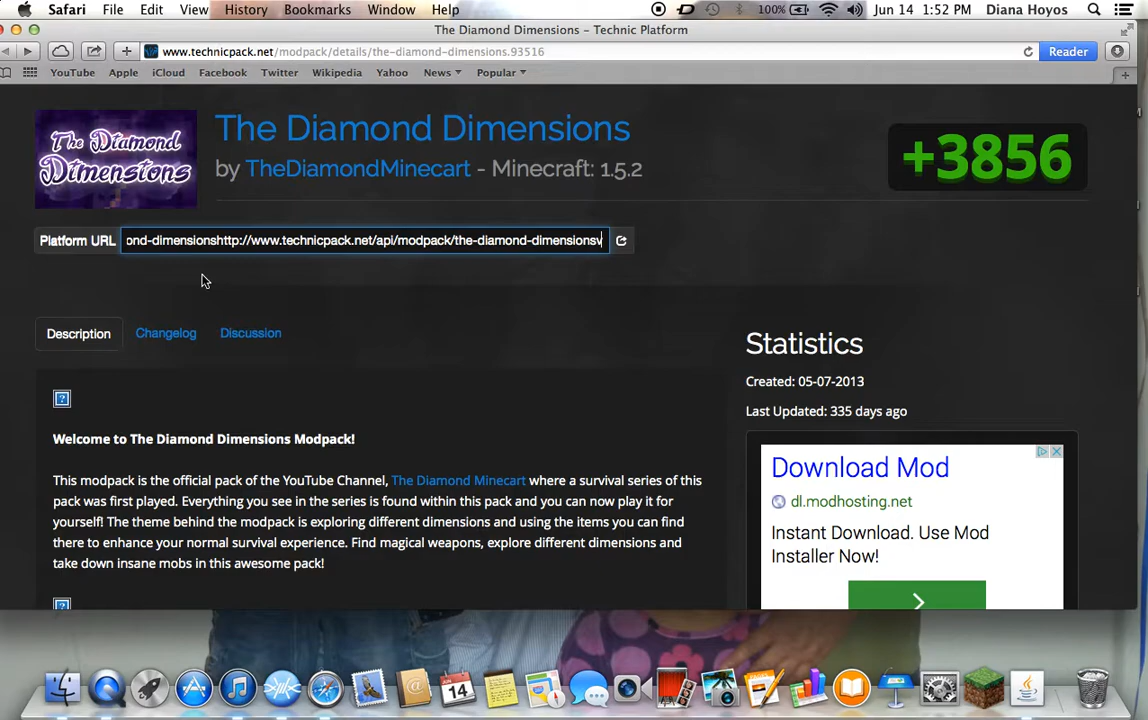 Safari File Edit View History Bookmarks Window Help 100% Jun 14 1:52 PM Diana Hoyos
The Diamond Dimensions – Technic Platform
www.technicpack.net/modpack/details/the-diamond-dimensions.93516 Reader
YouTube Apple iCloud Facebook Twitter Wikipedia Yahoo News Popular
The Diamond Dimensions
The Diamond Dimensions
by TheDiamondMinecart - Minecraft: 1.5.2
+3856
Platform URL ond-dimensionshttp://www.technicpack.net/api/modpack/the-diamond-dimensionsv
Description Changelog Discussion
Statistics
Created: 05-07-2013
Last Updated: 335 days ago
?
Welcome to The Diamond Dimensions Modpack!
This modpack is the official pack of the YouTube Channel, The Diamond Minecart where a survival series of this
pack was first played. Everything you see in the series is found within this pack and you can now play it for
yourself! The theme behind the modpack is exploring different dimensions and using the items you can find
there to enhance your normal survival experience. Find magical weapons, explore different dimensions and
take down insane mobs in this awesome pack!
?
Download Mod
dl.modhosting.net
Instant Download. Use Mod
Installer Now!
JUN
14